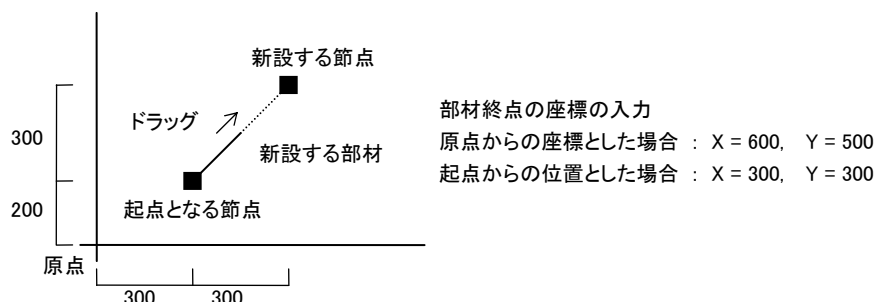 新設する節点
ドラッグ
新設する部材
起点となる節点
原点
300
200
300
300
部材終点の座標の入力
原点からの座標とした場合 : X = 600, Y = 500
起点からの位置とした場合 : X = 300, Y = 300